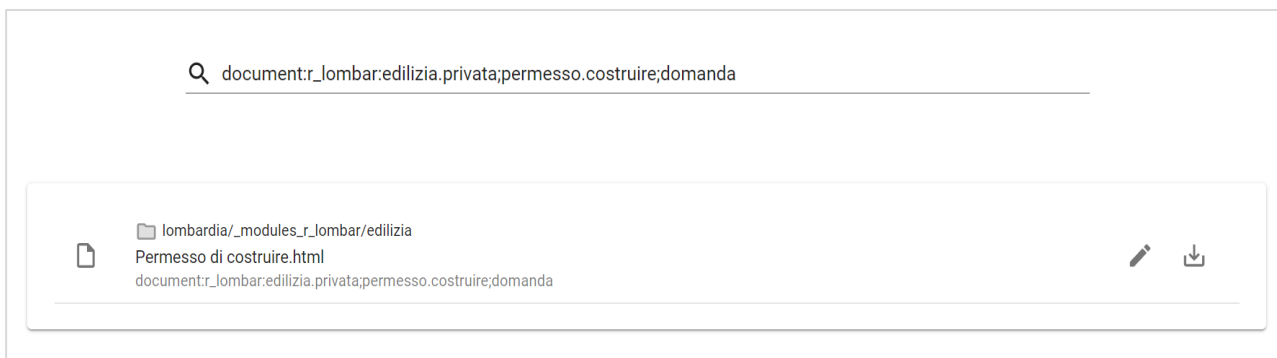 document:r_lombar:edilizia.privata;permesso.costruire;domanda
lombardia/_modules_r_lombar/edilizia
Permesso di costruire.html
document:r_lombar:edilizia.privata;permesso.costruire;domanda